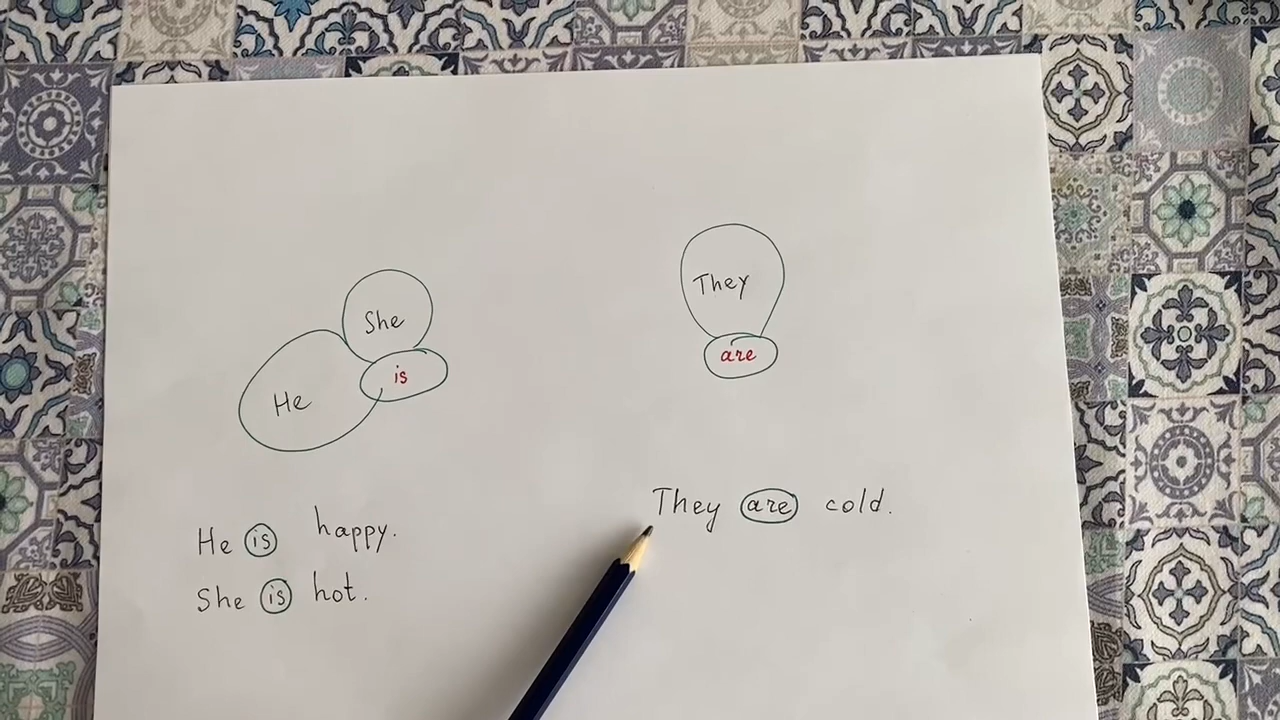 She
He
is
They
are
He is happy.
She is hot.
They are cold.